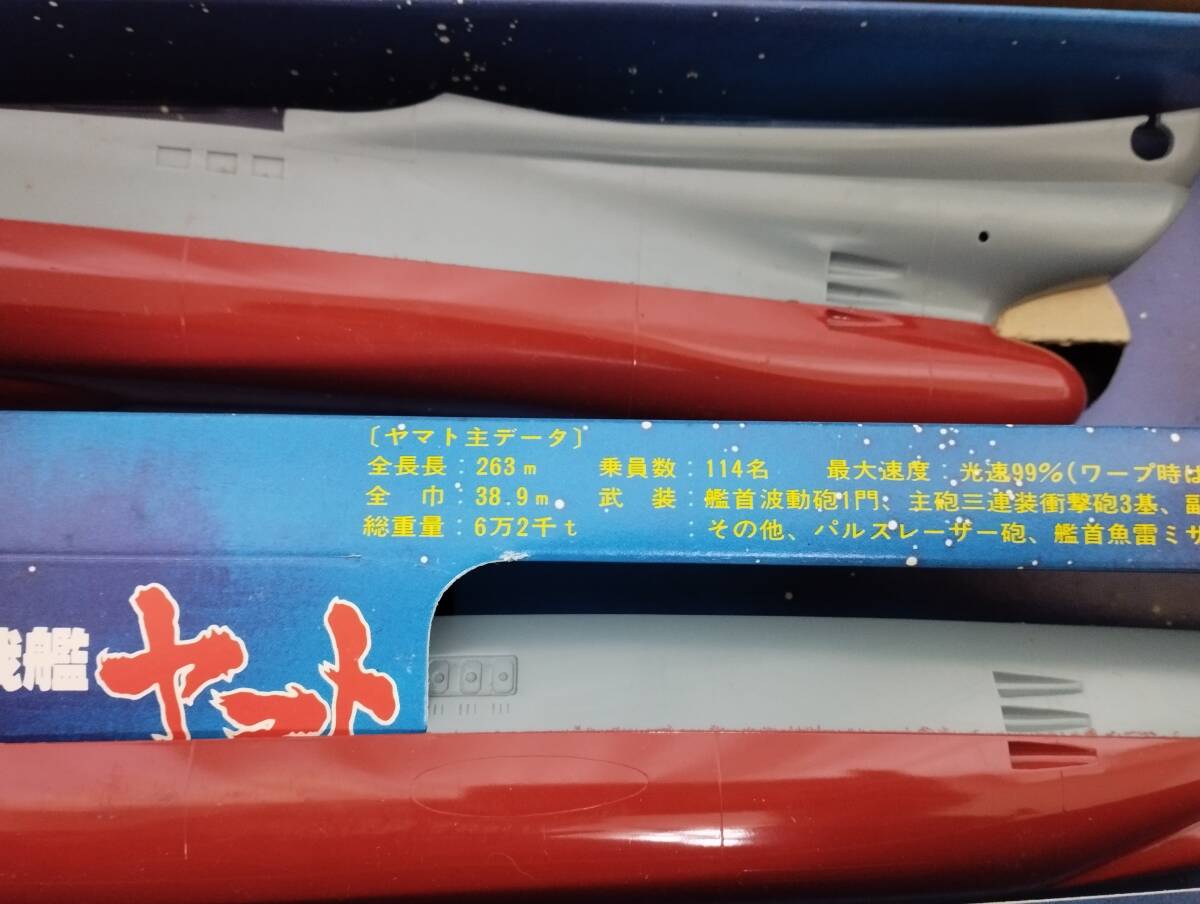 〔ヤマト主データ〕
全長長：263m　乗員数：114名　最大速度：光速99%(ワープ時は
全　巾：38.9m　武　装：艦首波動砲1門、主砲三連装衝撃砲3基、副
総重量：6万2千t　：その他、パルスレーザー砲、艦首魚雷ミサ
戦艦
ヤマト